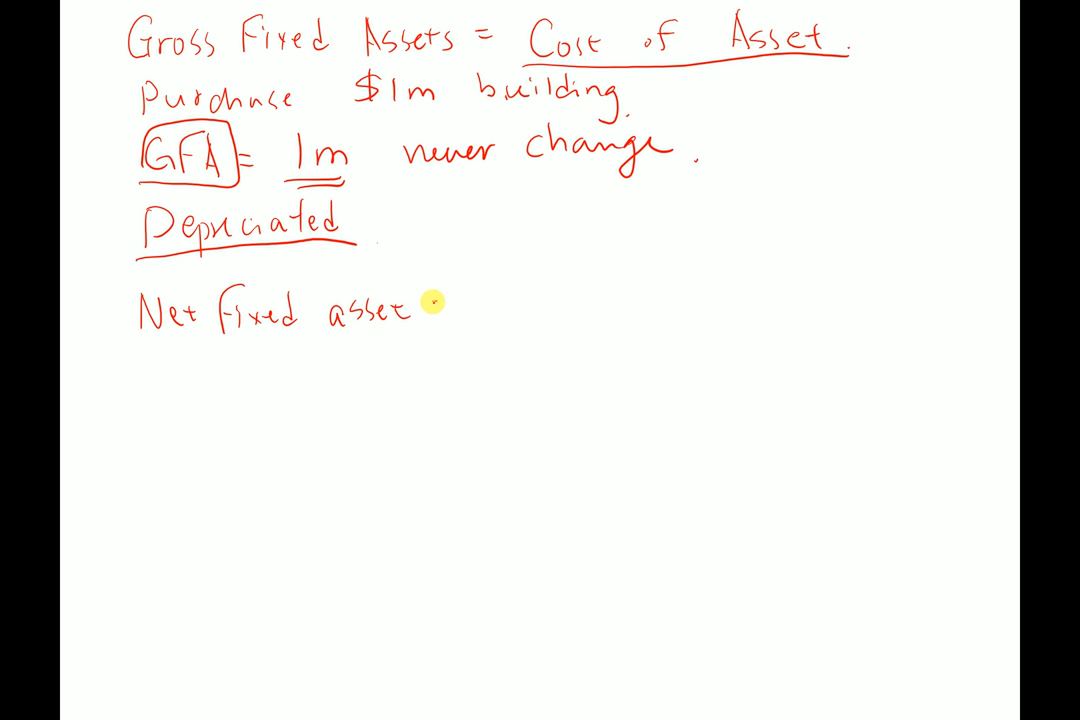 Gross Fixed Assets = Cost of Asset.
Purchase $1m building.
GFA = 1m never change.
Depreciated
Net fixed asset